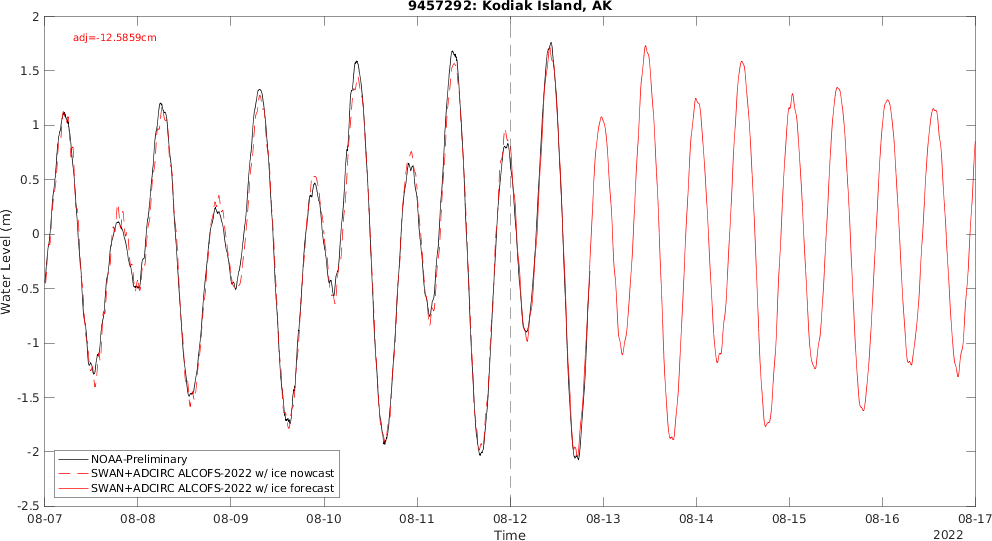 9457292: Kodiak Island, AK
adj=-12.5859cm
2
1.5
1
0.5
0
-0.5
-1
-1.5
-2
-2.5
Water Level (m)
NOAA-Preliminary
SWAN+ADCIRC ALCOFS-2022 w/ ice nowcast
SWAN+ADCIRC ALCOFS-2022 w/ ice forecast
08-07 08-08 08-09 08-10 08-11 08-12 08-13 08-14 08-15 08-16 08-17
Time
2022